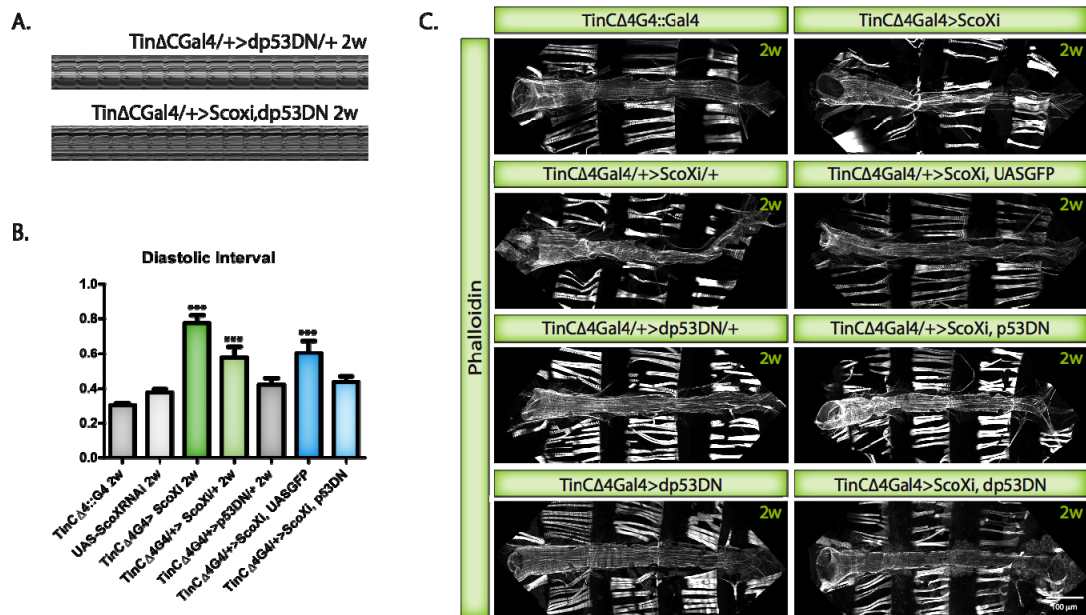 A.
TinΔCGal4/+>dp53DN/+ 2w
TinΔCGal4/+>Scoxi,dp53DN 2w
B.
Diastolic Interval
1.0
0.8
0.6
0.4
0.2
0.0
***
***
***
TinCΔ4::G4 2w
UAS-ScoXRNAi 2w
TinCΔ4G4> ScoXi 2w
TinCΔ4G4/+> ScoXi/+ 2w
TinCΔ4G4/+>p53DN/+ 2w
TinCΔ4G4/+>ScoXi, UASGFP
TinCΔ4G4/+>ScoXi, p53DN
C.
Phalloidin
TinCΔ4G4::Gal4
2w
TinCΔ4Gal4>ScoXi
2w
TinCΔ4Gal4/+>ScoXi/+
2w
TinCΔ4Gal4/+>ScoXi, UASGFP
2w
TinCΔ4Gal4/+>dp53DN/+
2w
TinCΔ4Gal4/+>ScoXi, p53DN
2w
TinCΔ4Gal4>dp53DN
2w
TinCΔ4Gal4>ScoXi, dp53DN
2w
100 µm